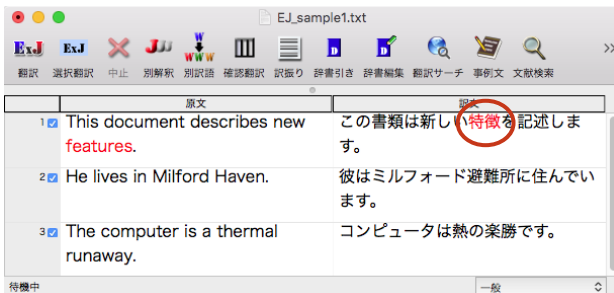 EJ_sample1.txt
翻訳 選択翻訳 中止 別解釈 別訳語 確認翻訳 訳振り 辞書引き 辞書編集 翻訳サーチ 事例文 文献検索
原文 訳文
1 This document describes new この書類は新しい特徴を記述しま
features. す。
2 He lives in Milford Haven. 彼はミルフォード避難所に住んでい
ます。
3 The computer is a thermal コンピュータは熱の楽勝です。
runaway.
待機中 一般